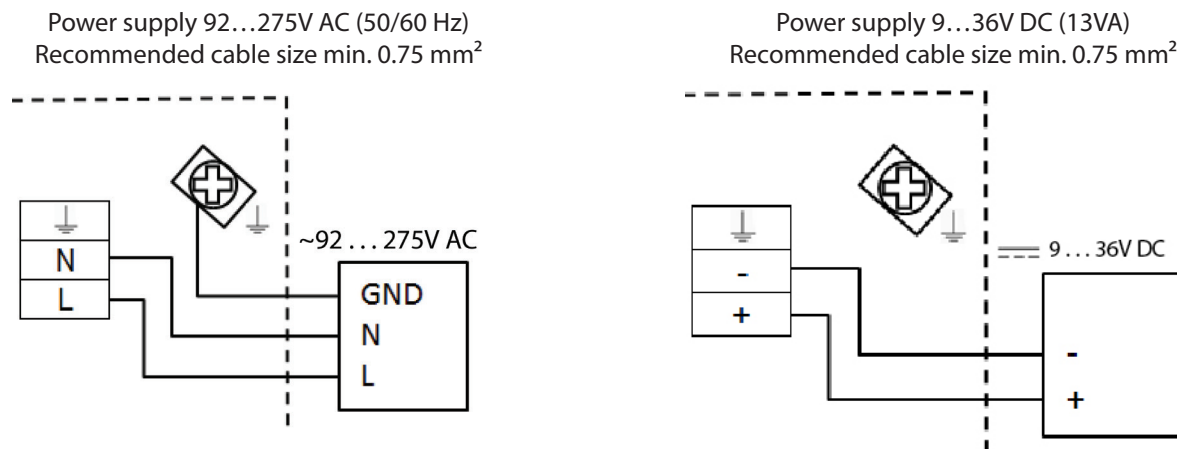 Power supply 92…275V AC (50/60 Hz)
Recommended cable size min. 0.75 mm²
N
L
~92 … 275V AC
GND
N
L
Power supply 9…36V DC (13VA)
Recommended cable size min. 0.75 mm²
-
+
9 … 36V DC
-
+